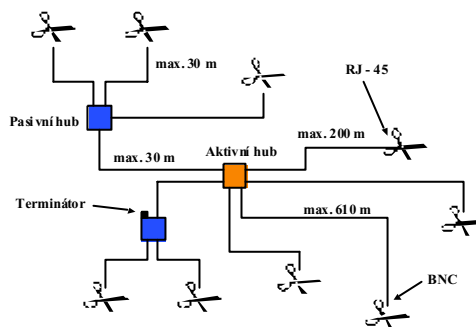 max. 30 m
RJ - 45
Pasivní hub
max. 200 m
max. 30 m
Aktivní hub
Terminátor
max. 610 m
BNC